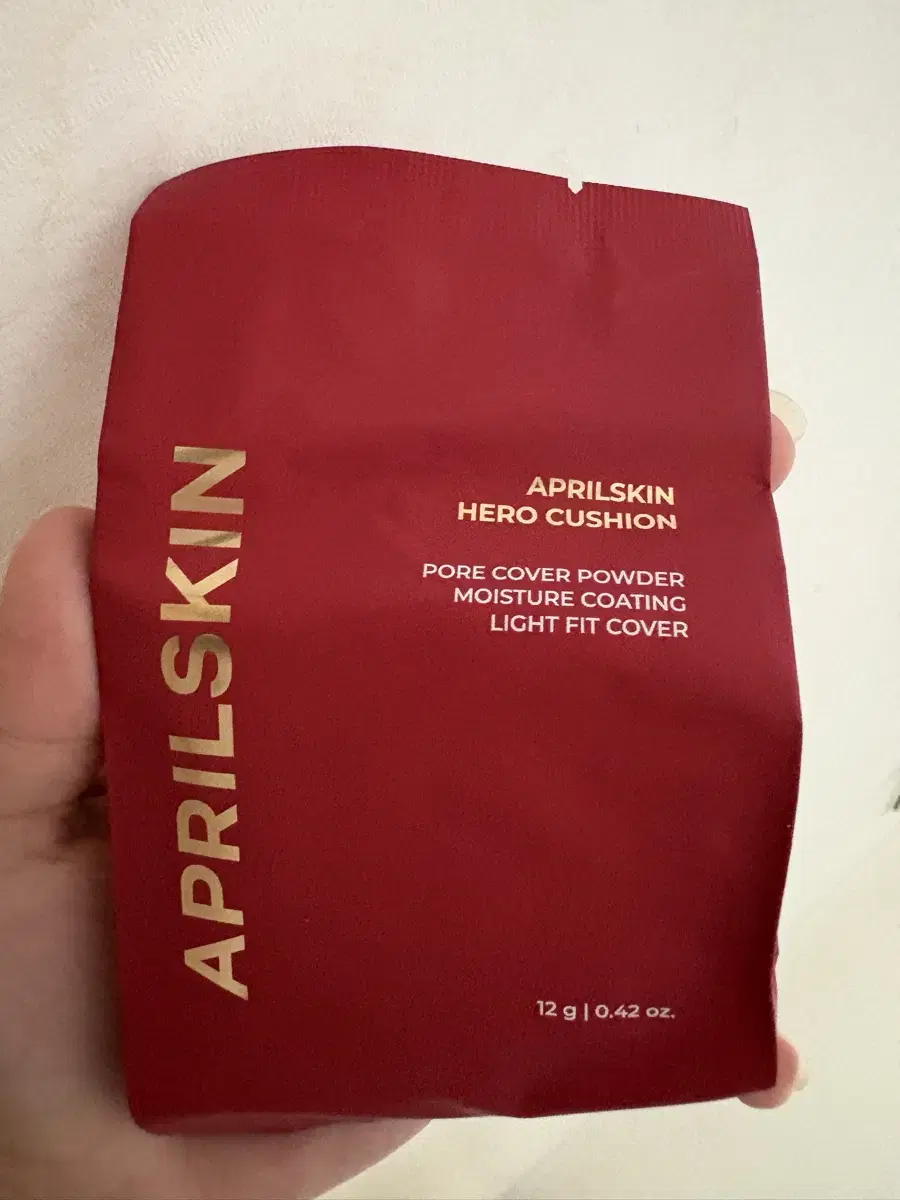 APRILSKIN
APRILSKIN
HERO CUSHION
PORE COVER POWDER
MOISTURE COATING
LIGHT FIT COVER
12 g | 0.42 oz.